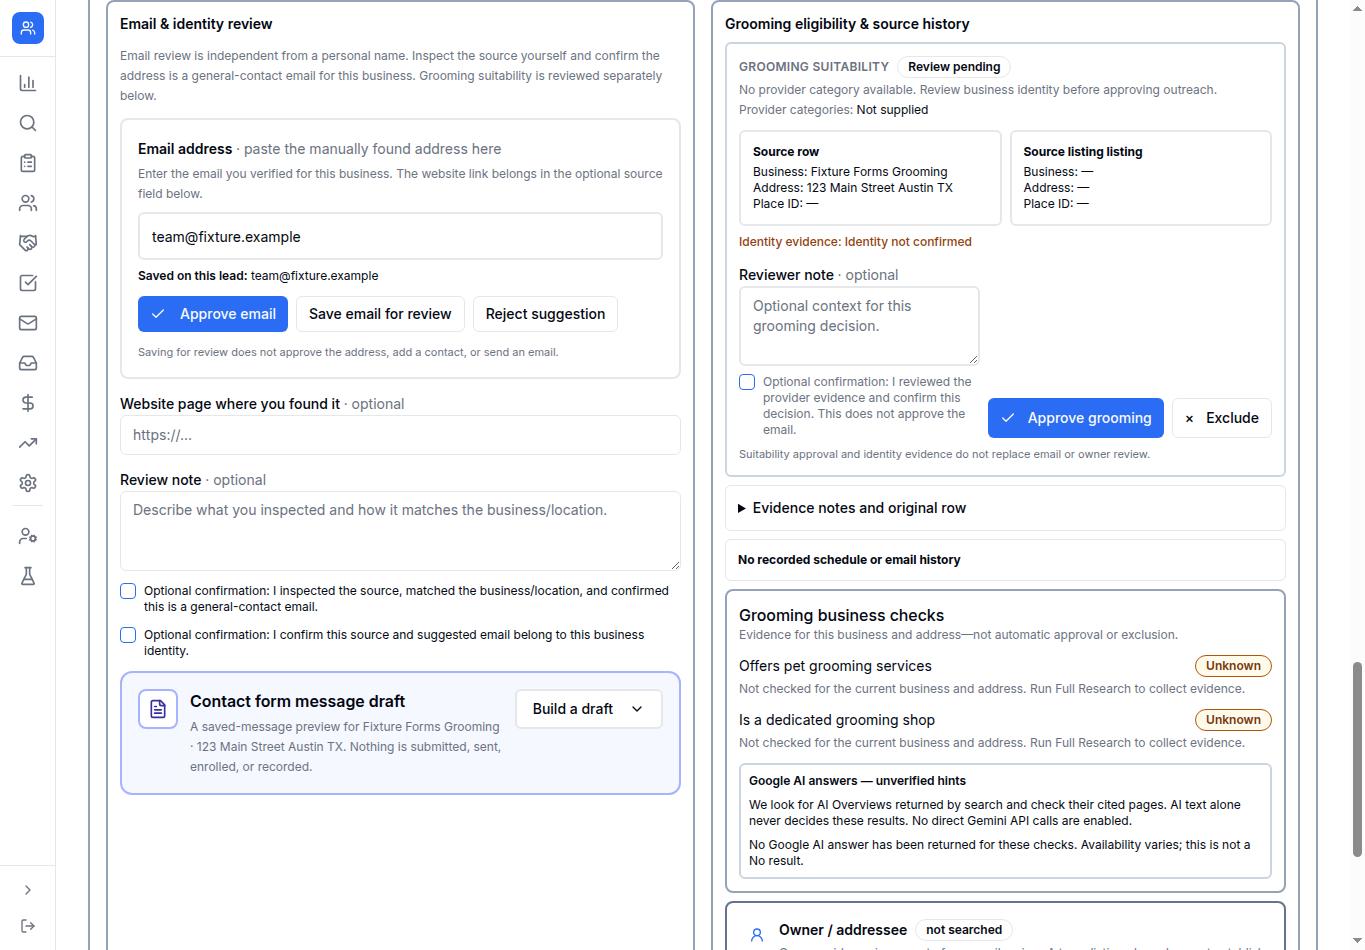 Email & identity review
Email review is independent from a personal name. Inspect the source yourself and confirm the
address is a general-contact email for this business. Grooming suitability is reviewed separately
below.
Email address · paste the manually found address here
Enter the email you verified for this business. The website link belongs in the optional source
field below.
team@fixture.example
Saved on this lead: team@fixture.example
Approve email
Save email for review
Reject suggestion
Saving for review does not approve the address, add a contact, or send an email.
Website page where you found it · optional
https://...
Review note · optional
Describe what you inspected and how it matches the business/location.
Optional confirmation: I inspected the source, matched the business/location, and confirmed
this is a general-contact email.
Optional confirmation: I confirm this source and suggested email belong to this business
identity.
Contact form message draft
A saved-message preview for Fixture Forms Grooming
· 123 Main Street Austin TX. Nothing is submitted, sent,
enrolled, or recorded.
Build a draft
Grooming eligibility & source history
GROOMING SUITABILITY
Review pending
No provider category available. Review business identity before approving outreach.
Provider categories: Not supplied
Source row
Business: Fixture Forms Grooming
Address: 123 Main Street Austin TX
Place ID: —
Source listing listing
Business: —
Address: —
Place ID: —
Identity evidence: Identity not confirmed
Reviewer note · optional
Optional context for this
grooming decision.
Optional confirmation: I reviewed the
provider evidence and confirm this
decision. This does not approve the
email.
Approve grooming
× Exclude
Suitability approval and identity evidence do not replace email or owner review.
Evidence notes and original row
No recorded schedule or email history
Grooming business checks
Evidence for this business and address—not automatic approval or exclusion.
Offers pet grooming services
Unknown
Not checked for the current business and address. Run Full Research to collect evidence.
Is a dedicated grooming shop
Unknown
Not checked for the current business and address. Run Full Research to collect evidence.
Google AI answers — unverified hints
We look for AI Overviews returned by search and check their cited pages. AI text alone
never decides these results. No direct Gemini API calls are enabled.
No Google AI answer has been returned for these checks. Availability varies; this is not a
No result.
Owner / addressee
not searched